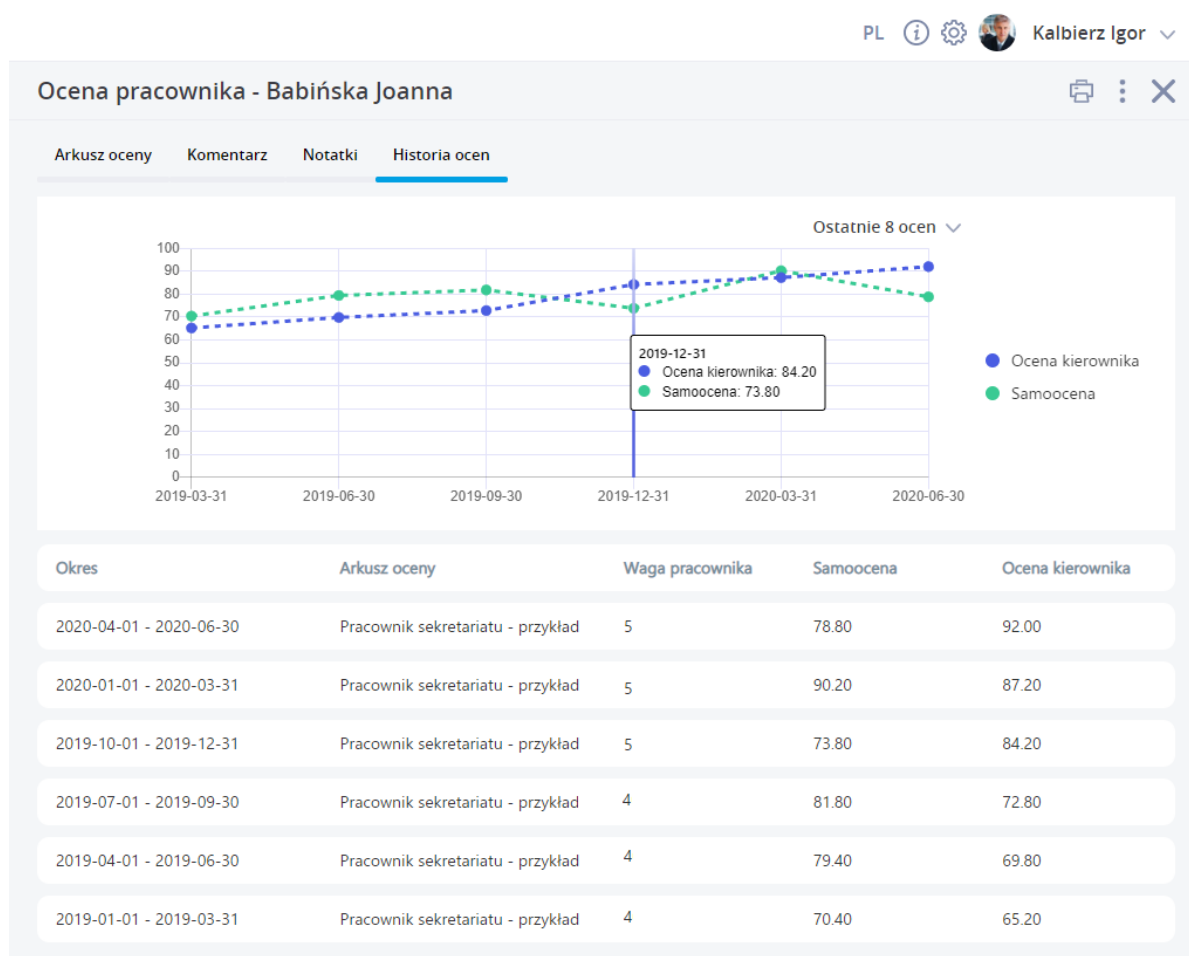 PL Kalbierz Igor
Ocena pracownika - Babińska Joanna
Arkusz oceny Komentarz Notatki Historia ocen
Ostatnie 8 ocen
100
90
80
70
60
50
40
30
20
10
0
2019-12-31
Ocena kierownika: 84.20
Samoocena: 73.80
Ocena kierownika
Samoocena
2019-03-31 2019-06-30 2019-09-30 2019-12-31 2020-03-31 2020-06-30
Okres Arkusz oceny Waga pracownika Samoocena Ocena kierownika
2020-04-01 - 2020-06-30 Pracownik sekretariatu - przykład 5 78.80 92.00
2020-01-01 - 2020-03-31 Pracownik sekretariatu - przykład 5 90.20 87.20
2019-10-01 - 2019-12-31 Pracownik sekretariatu - przykład 5 73.80 84.20
2019-07-01 - 2019-09-30 Pracownik sekretariatu - przykład 4 81.80 72.80
2019-04-01 - 2019-06-30 Pracownik sekretariatu - przykład 4 79.40 69.80
2019-01-01 - 2019-03-31 Pracownik sekretariatu - przykład 4 70.40 65.20